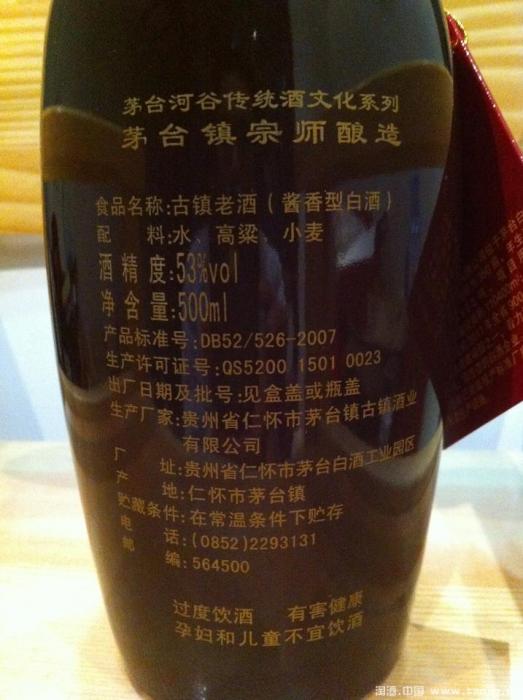 茅台河谷传统酒文化系列
茅台镇宗师酿造
食品名称:古镇老酒(酱香型白酒)
配 料:水、高粱、小麦
酒精度:53%vol
净含量:500ml
产品标准号:DB52/526-2007
生产许可证号:QS5200 1501 0023
出厂日期及批号:见盒盖或瓶盖
生产厂家:贵州省仁怀市茅台镇古镇酒业
有限公司
厂 址:贵州省仁怀市茅台白酒工业园区
产 地:仁怀市茅台镇
贮藏条件:在常温条件下贮存
电 话:(0852)2293131
邮 编:564500
过度饮酒 有害健康
孕妇和儿童不宜饮酒
淘酒.中国